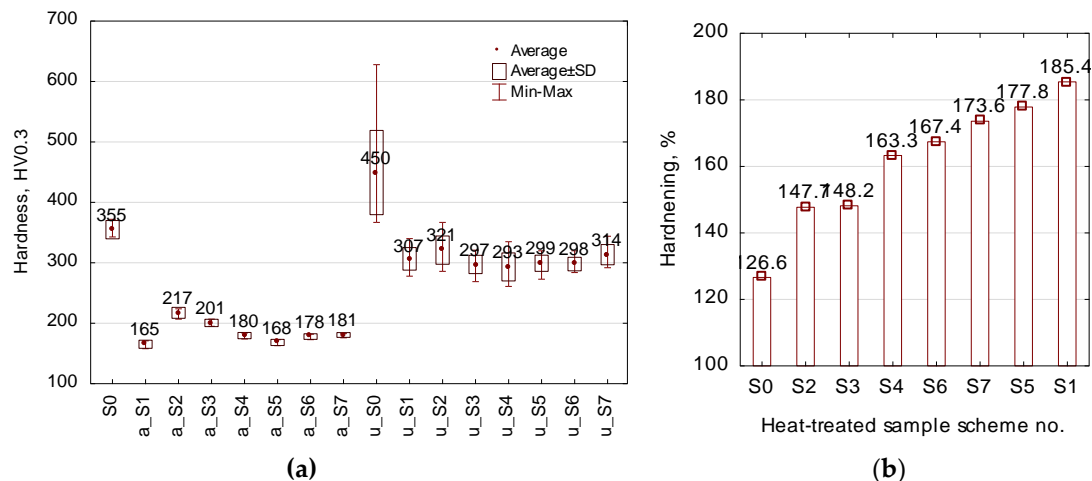 700
600
500
400
300
200
100
Hardness, HV0.3
Average
Average±SD
Min-Max
355
165
217
201
180
168
178
181
450
307
321
297
293
299
298
314
S0
a_S1
a_S2
a_S3
a_S4
a_S5
a_S6
a_S7
u_S0
u_S1
u_S2
u_S3
u_S4
u_S5
u_S6
u_S7
(a)
200
180
160
140
120
100
Hardnening, %
126.6
147.7
148.2
163.3
167.4
173.6
177.8
185.4
S0 S2 S3 S4 S6 S7 S5 S1
Heat-treated sample scheme no.
(b)